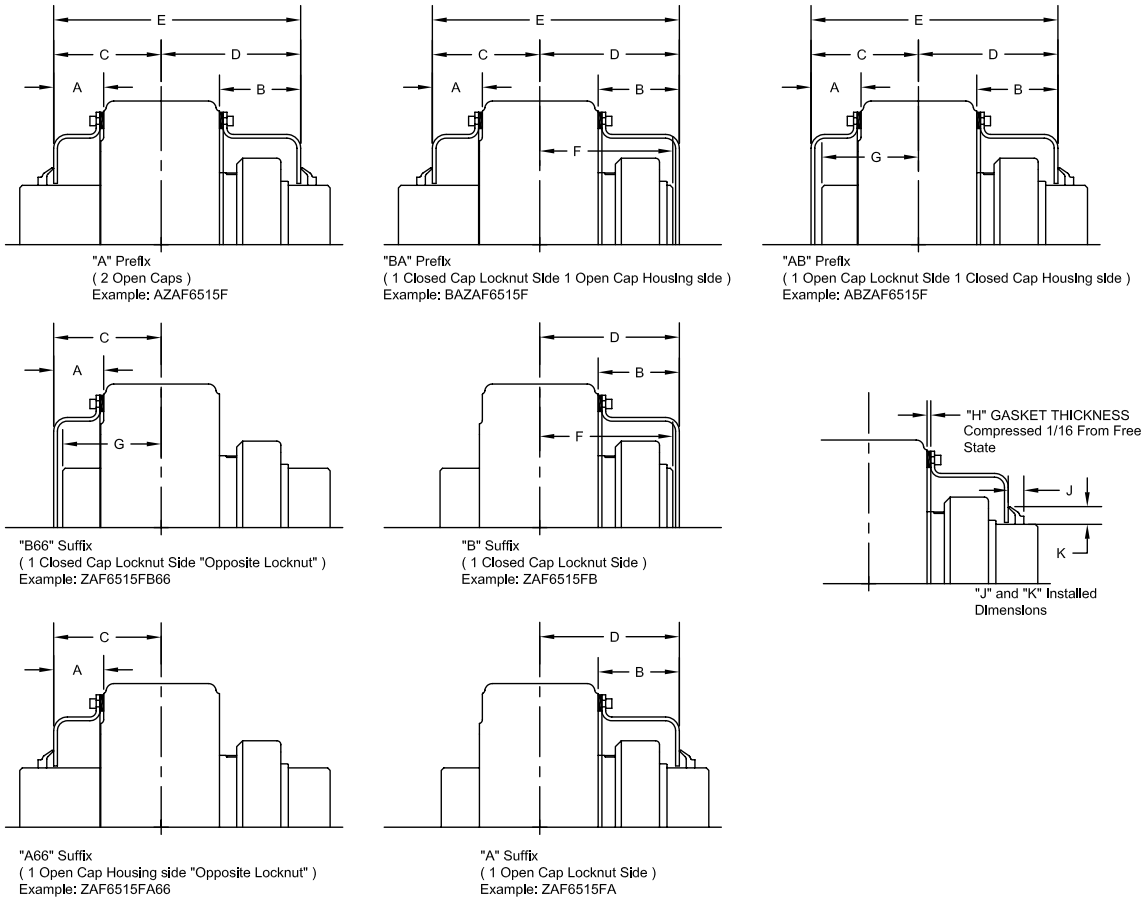 E
C
D
A
B
"A" Prefix
( 2 Open Caps )
Example: AZAF6515F
E
C
D
A
B
F
"BA" Prefix
( 1 Closed Cap Locknut Side 1 Open Cap Housing side )
Example: BAZAF6515F
E
C
D
A
B
G
"AB" Prefix
( 1 Open Cap Locknut Side 1 Closed Cap Housing side )
Example: ABZAF6515F
C
A
G
"B66" Suffix
( 1 Closed Cap Locknut Side "Opposite Locknut" )
Example: ZAF6515FB66
D
B
F
"B" Suffix
( 1 Closed Cap Locknut Side )
Example: ZAF6515FB
"H" GASKET THICKNESS
Compressed 1/16 From Free
State
J
K
"J" and "K" Installed
Dimensions
C
A
"A66" Suffix
( 1 Open Cap Housing side "Opposite Locknut" )
Example: ZAF6515FA66
D
B
"A" Suffix
( 1 Open Cap Locknut Side )
Example: ZAF6515FA